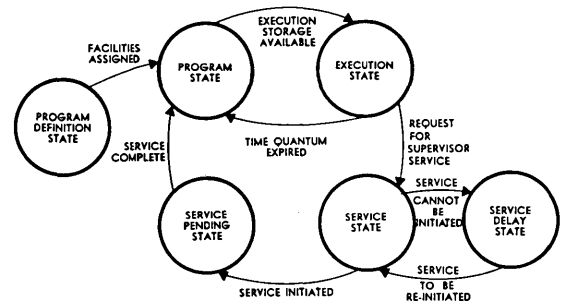 EXECUTION
STORAGE
AVAILABLE
FACILITIES
ASSIGNED
PROGRAM
STATE
EXECUTION
STATE
PROGRAM
DEFINITION
STATE
SERVICE
COMPLETE
TIME QUANTUM
EXPIRED
REQUEST
FOR
SUPERVISOR
SERVICE
SERVICE
PENDING
STATE
SERVICE
STATE
SERVICE
CANNOT
BE
INITIATED
SERVICE
DELAY
STATE
SERVICE INITIATED
SERVICE
TO BE
RE-INITIATED